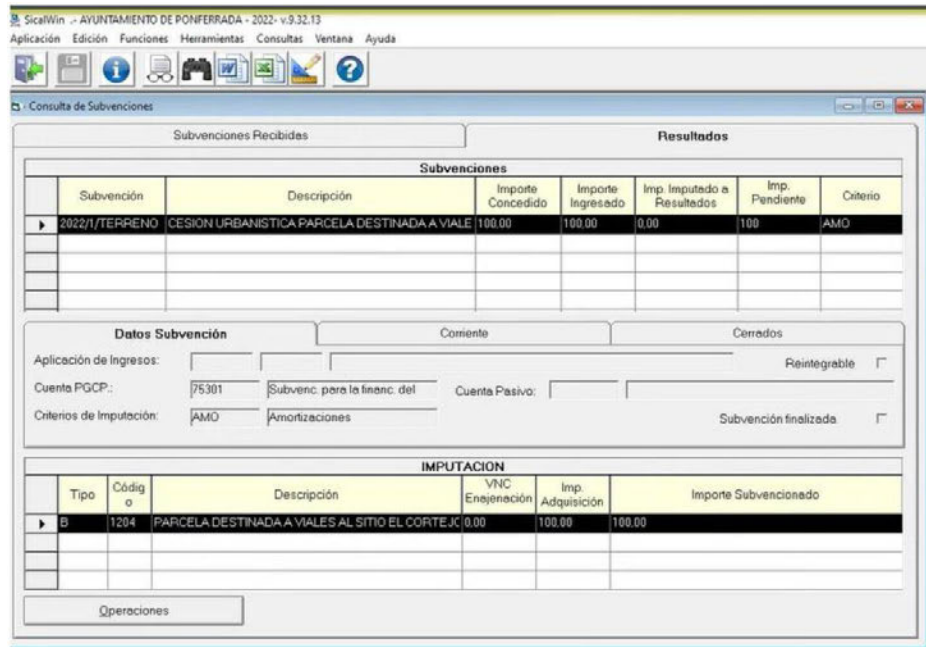 SicalWin .- AYUNTAMIENTO DE PONFERRADA - 2022- v.9.32.13
Aplicación Edición Funciones Herramientas Consultas Ventana Ayuda
- Consulta de Subvenciones
Subvenciones Recibidas Resultados
Subvenciones
Subvención Descripción Importe Concedido Importe Ingresado Imp. Imputado a Resultados Imp. Pendiente Criterio
2022/1/TERRENO CESION URBANISTICA PARCELA DESTINADA A VIALE 100,00 100,00 0,00 100 AMO
Datos Subvención Corriente Cerrados
Aplicación de Ingresos: Reintegrable
Cuenta PGCP.: 75301 Subvenc. para la financ. del Cuenta Pasivo:
Criterios de Imputación: AMO Amortizaciones Subvención finalizada
IMPUTACION
Tipo Códig o Descripción VNC Enajenación Imp. Adquisición Importe Subvencionado
B 1204 PARCELA DESTINADA A VIALES AL SITIO EL CORTEJO 0,00 100,00 100,00
Operaciones